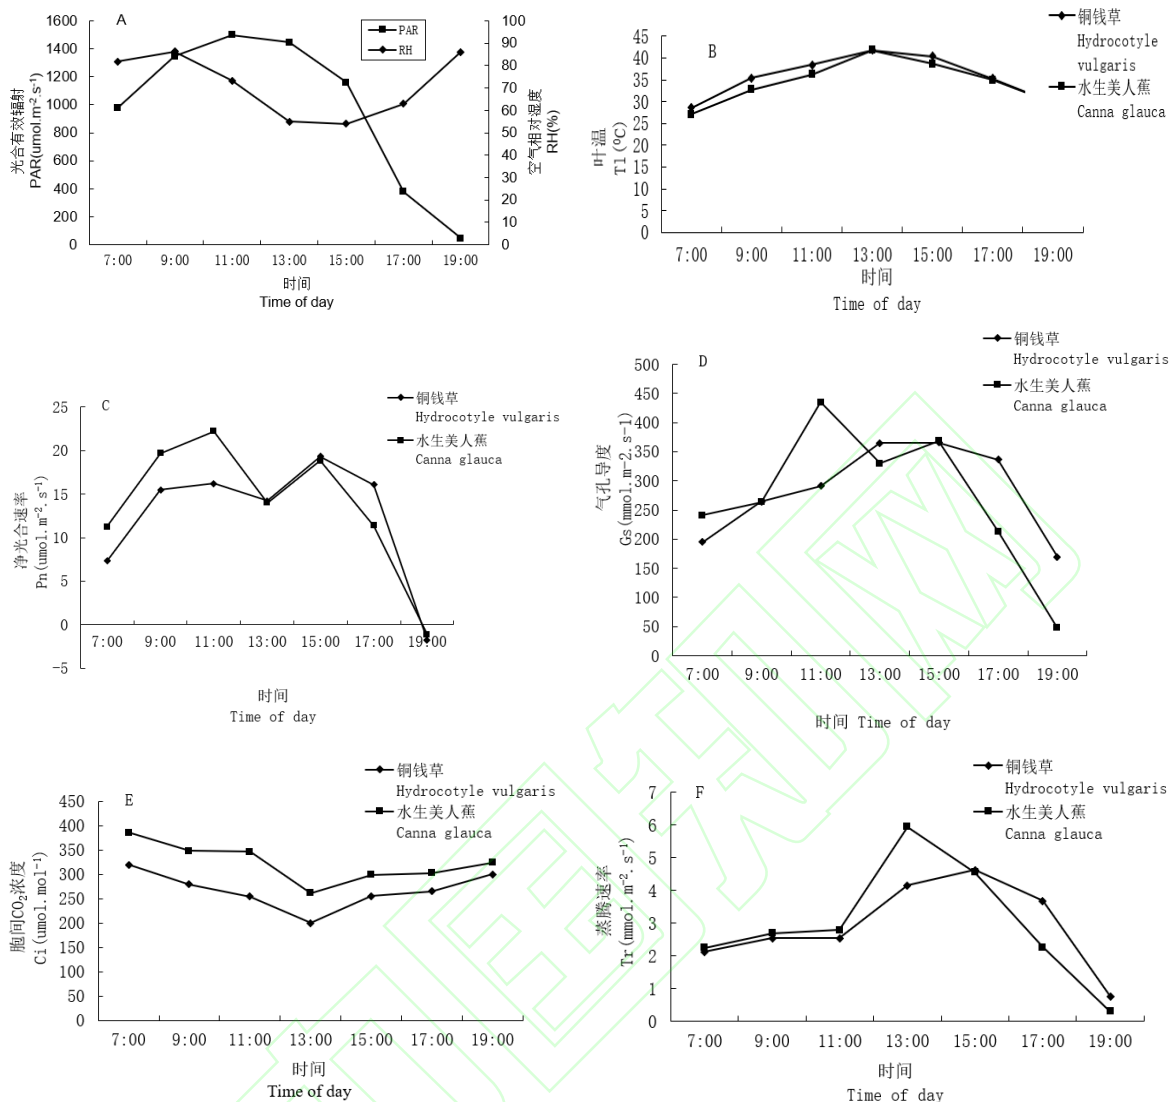 A
PAR
RH
1600
1400
1200
1000
800
600
400
200
0
光合有效辐射
PAR(umol.m⁻².s⁻¹)
100
90
80
70
60
50
40
30
20
10
0
空气相对湿度
RH(%)
7:00 9:00 11:00 13:00 15:00 17:00 19:00
时间
Time of day
B
铜钱草
Hydrocotyle
vulgaris
水生美人蕉
Canna glauca
45
40
35
30
25
20
15
10
5
0
叶温
Tl(⁰C)
7:00 9:00 11:00 13:00 15:00 17:00 19:00
时间
Time of day
C
铜钱草
Hydrocotyle vulgaris
水生美人蕉
Canna glauca
25
20
15
10
5
0
-5
净光合速率
Pn(umol.m⁻².s⁻¹)
7:00 9:00 11:00 13:00 15:00 17:00 19:00
时间
Time of day
D
铜钱草
Hydrocotyle vulgaris
水生美人蕉
Canna glauca
500
450
400
350
300
250
200
150
100
50
0
气孔导度
Gs(mmol.m-2.s-1)
7:00 9:00 11:00 13:00 15:00 17:00 19:00
时间 Time of day
E
铜钱草
Hydrocotyle vulgaris
水生美人蕉
Canna glauca
450
400
350
300
250
200
150
100
50
0
胞间CO₂浓度
Ci(umol.mol⁻¹)
7:00 9:00 11:00 13:00 15:00 17:00 19:00
时间
Time of day
F
铜钱草
Hydrocotyle vulgaris
水生美人蕉
Canna glauca
7
6
5
4
3
2
1
0
蒸腾速率
Tr(mmol.m⁻².s⁻¹)
7:00 9:00 11:00 13:00 15:00 17:00 19:00
时间
Time of day